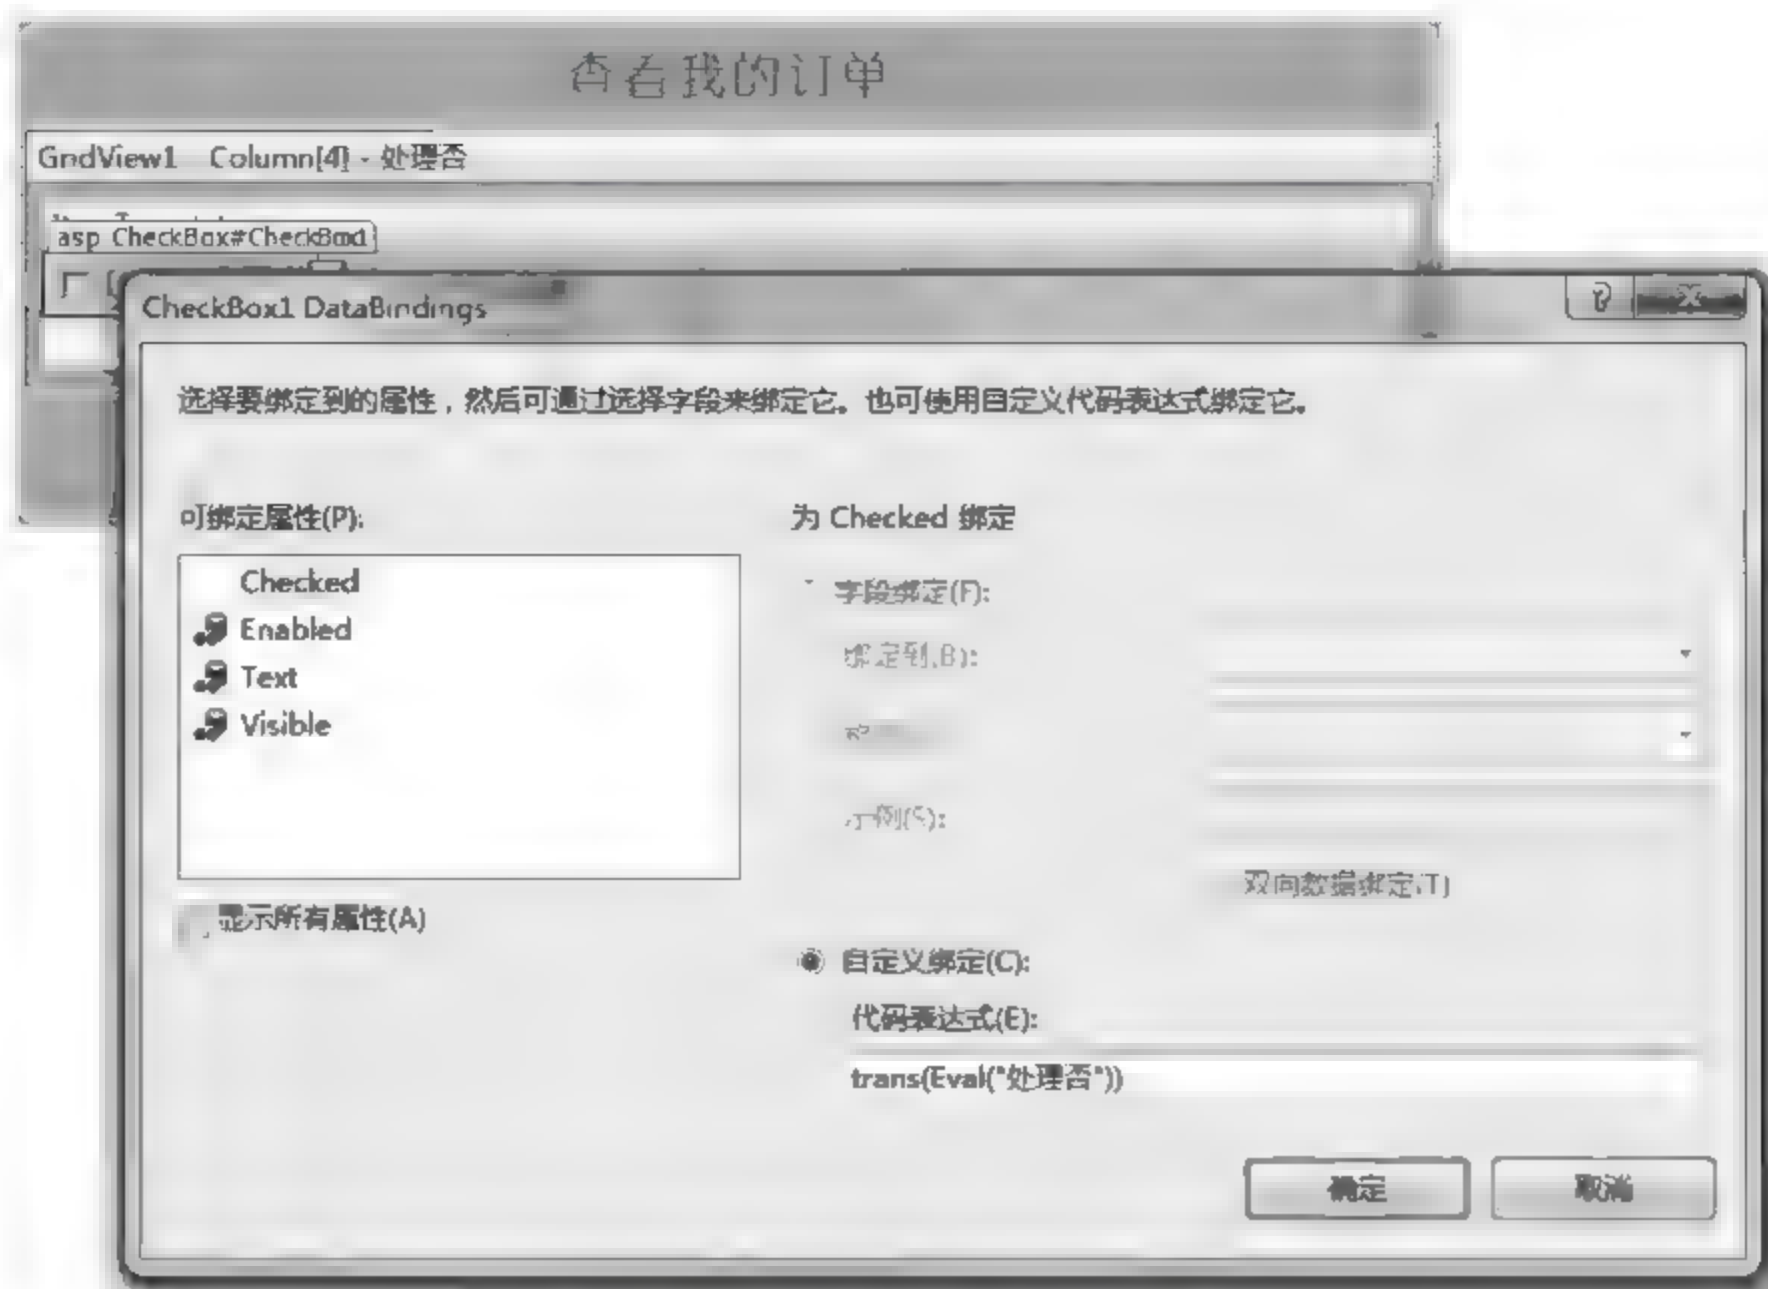 查看我的订单
GridView1 Column[4] - 处理否
asp CheckBox#CheckBox1
CheckBox1 DataBindings
选择要绑定到的属性，然后可通过选择字段来绑定它。也可使用自定义代码表达式绑定它。
可绑定属性(P):
为 Checked 绑定
Checked
Enabled
Text
Visible
字段绑定(F):
绑定到(B):
示例(S):
双向数据绑定(T)
显示所有属性(A)
自定义绑定(C):
代码表达式(E):
trans(Eval("处理否"))
确定
取消